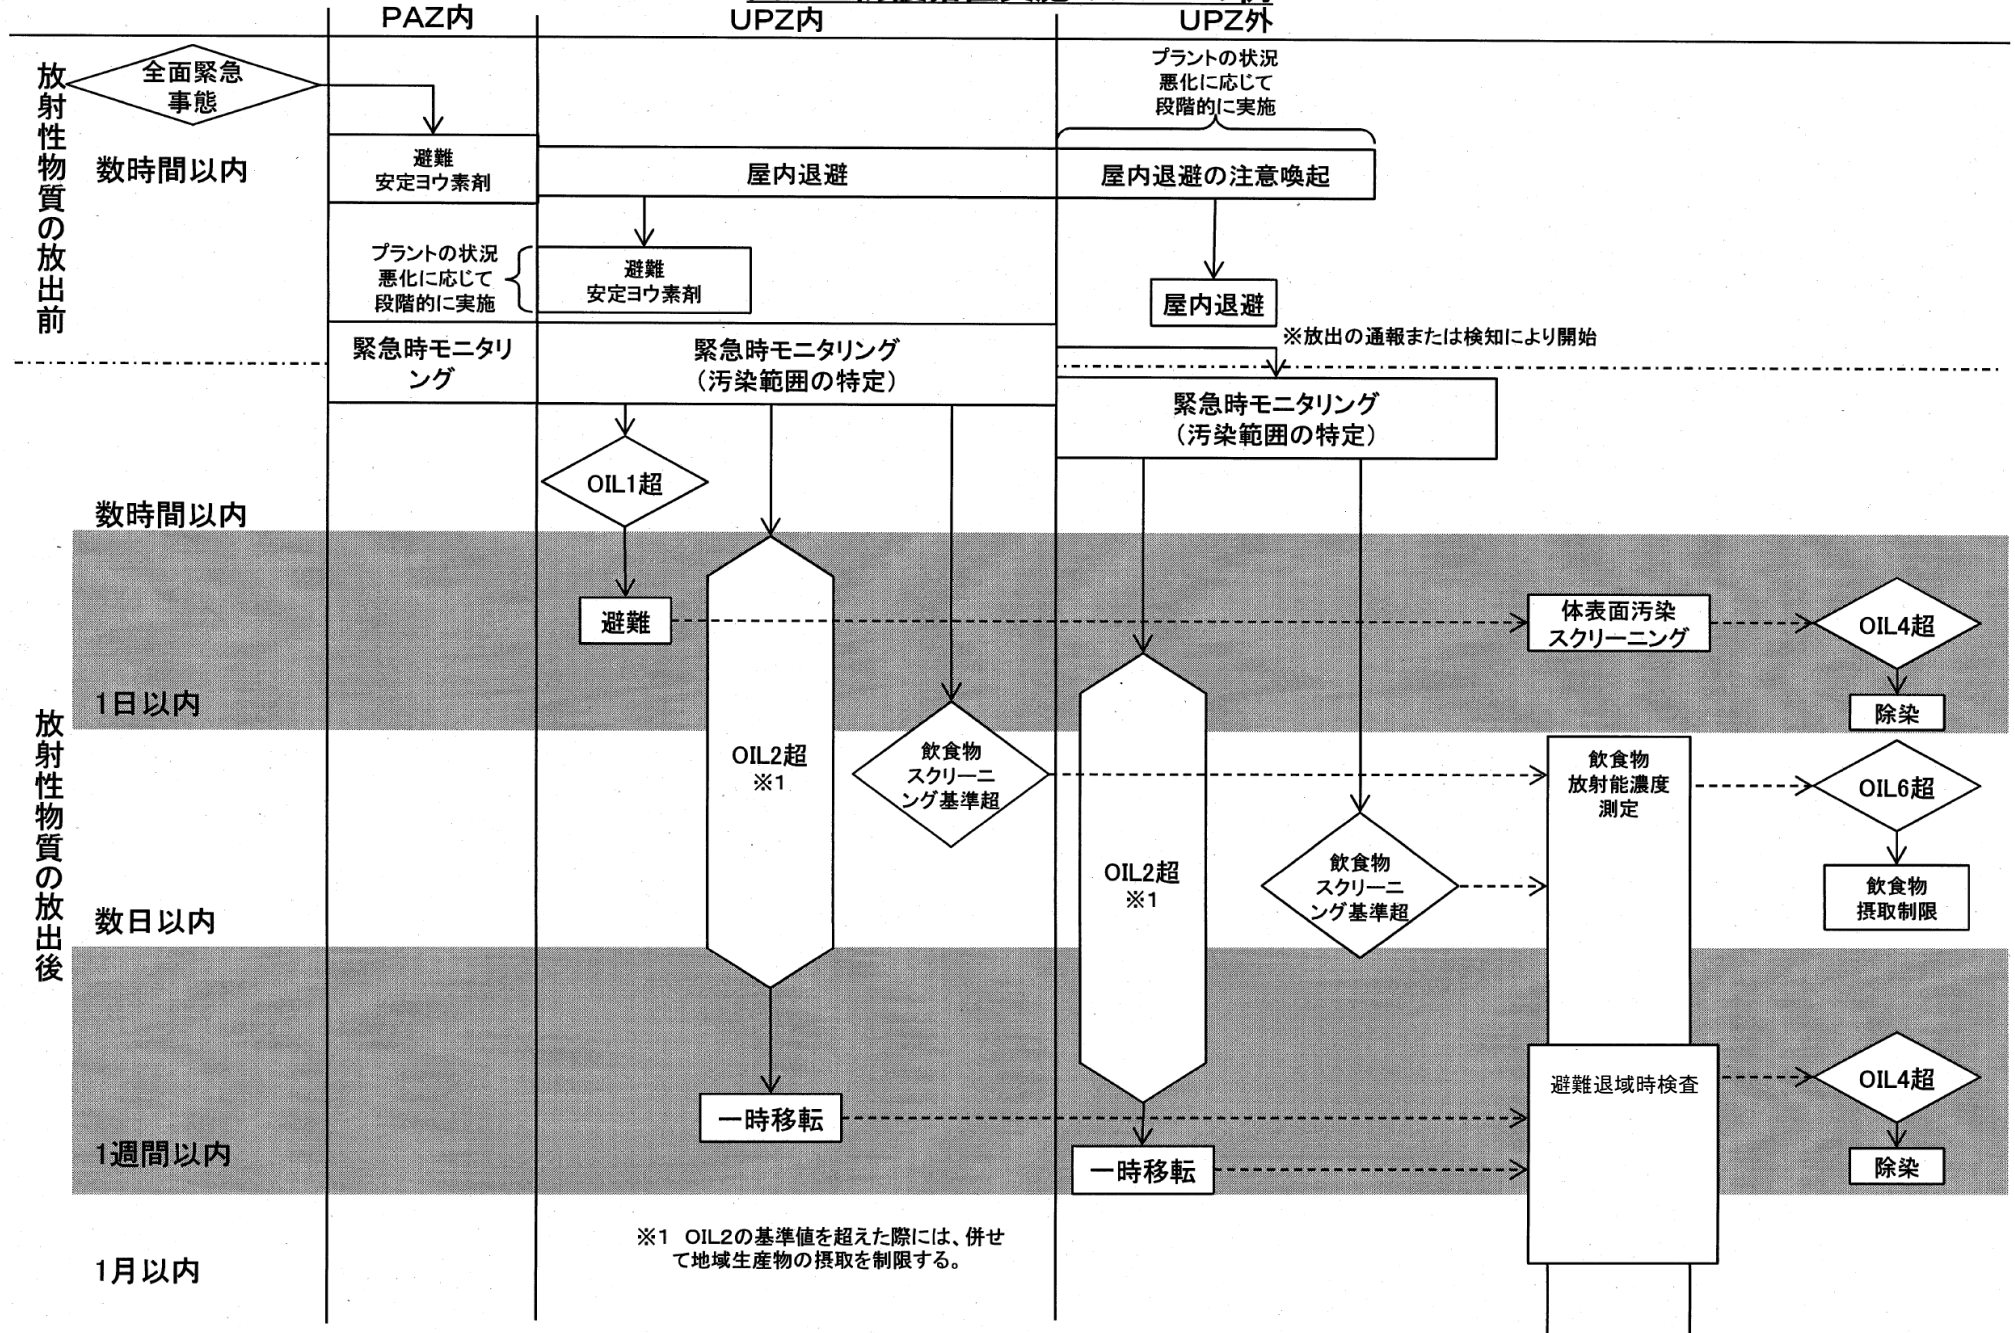 PAZ内
UPZ内
UPZ外
放射性物質の放出前
全面緊急
事態
プラントの状況
悪化に応じて
段階的に実施
数時間以内
避難
安定ヨウ素剤
屋内退避
屋内退避の注意喚起
プラントの状況
悪化に応じて
段階的に実施
避難
安定ヨウ素剤
屋内退避
※放出の通報または検知により開始
緊急時モニタリ
ング
緊急時モニタリング
（汚染範囲の特定）
緊急時モニタリング
（汚染範囲の特定）
放射性物質の放出後
数時間以内
OIL1超
避難
体表面汚染
スクリーニング
OIL4超
除染
1日以内
OIL2超
※1
飲食物
スクリーニ
ング基準超
飲食物
放射能濃度
測定
OIL6超
飲食物
摂取制限
OIL2超
※1
飲食物
スクリーニ
ング基準超
数日以内
避難退域時検査
OIL4超
除染
一時移転
一時移転
1週間以内
※1 OIL2の基準値を超えた際には、併せ
て地域生産物の摂取を制限する。
1月以内